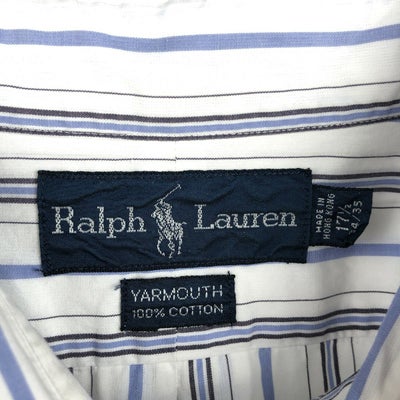 Ralph Lauren
MADE IN
HONG KONG
17½
34/35
YARMOUTH
100% COTTON